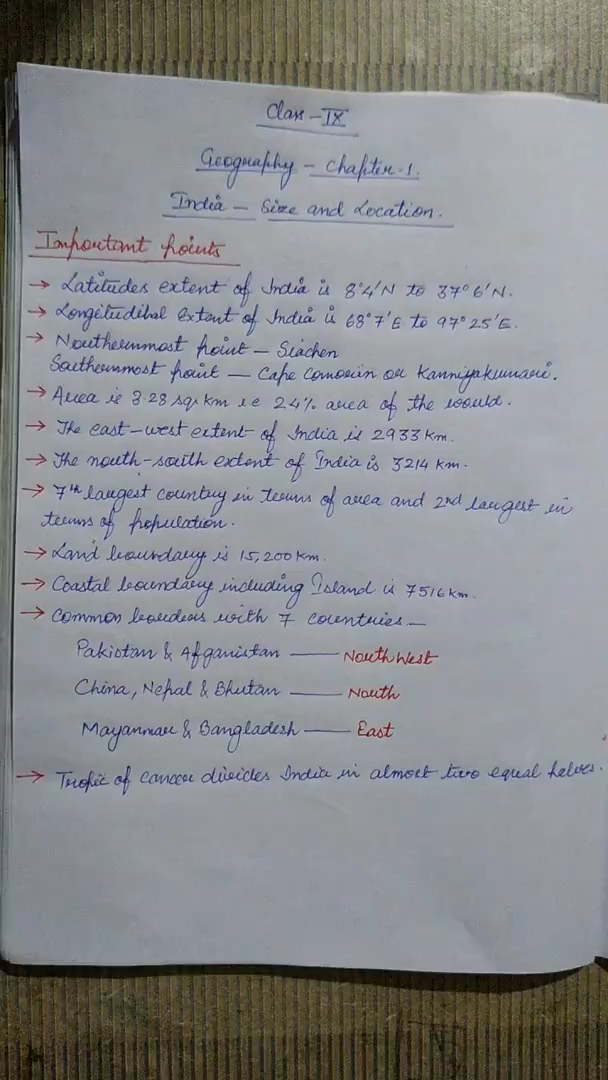 Class - IX
Geography - Chapter-1.
India - Size and Location.
Important points
→ Latitudes extent of India is 8°4'N to 37°6'N.
→ Longitudibal Extent of India is 68°7'E to 97°25'E.
→ Northernmost point - Siachen
Southernmost point - Cape Comorin or Kanniyakumari.
→ Area is 3.28 sq. km i.e 2.4% area of the world.
→ The east-west extent of India is 2933 km.
→ The north-south extent of India is 3214 km.
→ 7th largest country in terms of area and 2nd largest in
terms of population.
→ Land boundary is 15,200 km.
→ Coastal boundary including Island is 7516 km.
→ Common borders with 7 countries -
Pakistan & Afganistan — North West
China, Nepal & Bhutan — North
Mayanmar & Bangladesh — East
→ Tropic of cancer divides India in almost two equal halves.